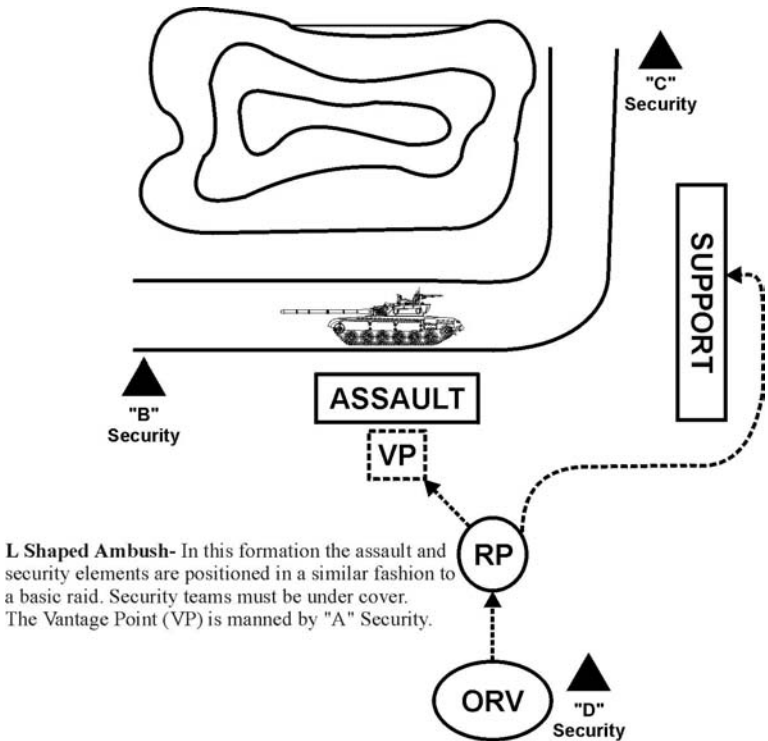 "C"
Security
SUPPORT
"B"
Security
ASSAULT
VP
L Shaped Ambush- In this formation the assault and
security elements are positioned in a similar fashion to
a basic raid. Security teams must be under cover.
The Vantage Point (VP) is manned by "A" Security.
RP
ORV
"D"
Security